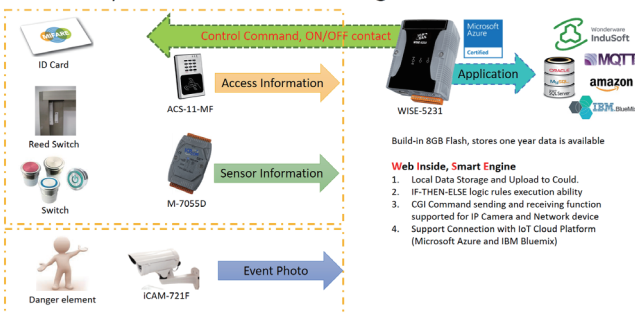 Control Command, ON/OFF contact
MIFARE
ID Card
Access Information
ACS-11-MF
WISE-5231
Microsoft
Azure
Certified
Application
Wonderware
InduSoft
MQTT
ORACLE
MySQL
SQLServer
amazon
IBM Bluemix
Reed Switch
Switch
Sensor Information
M-7055D
Build-in 8GB Flash, stores one year data is available
Web Inside, Smart Engine
1. Local Data Storage and Upload to Could.
2. IF-THEN-ELSE logic rules execution ability
3. CGI Command sending and receiving function
supported for IP Camera and Network device
4. Support Connection with IoT Cloud Platform
(Microsoft Azure and IBM Bluemix)
Danger element
iCAM-721F
Event Photo